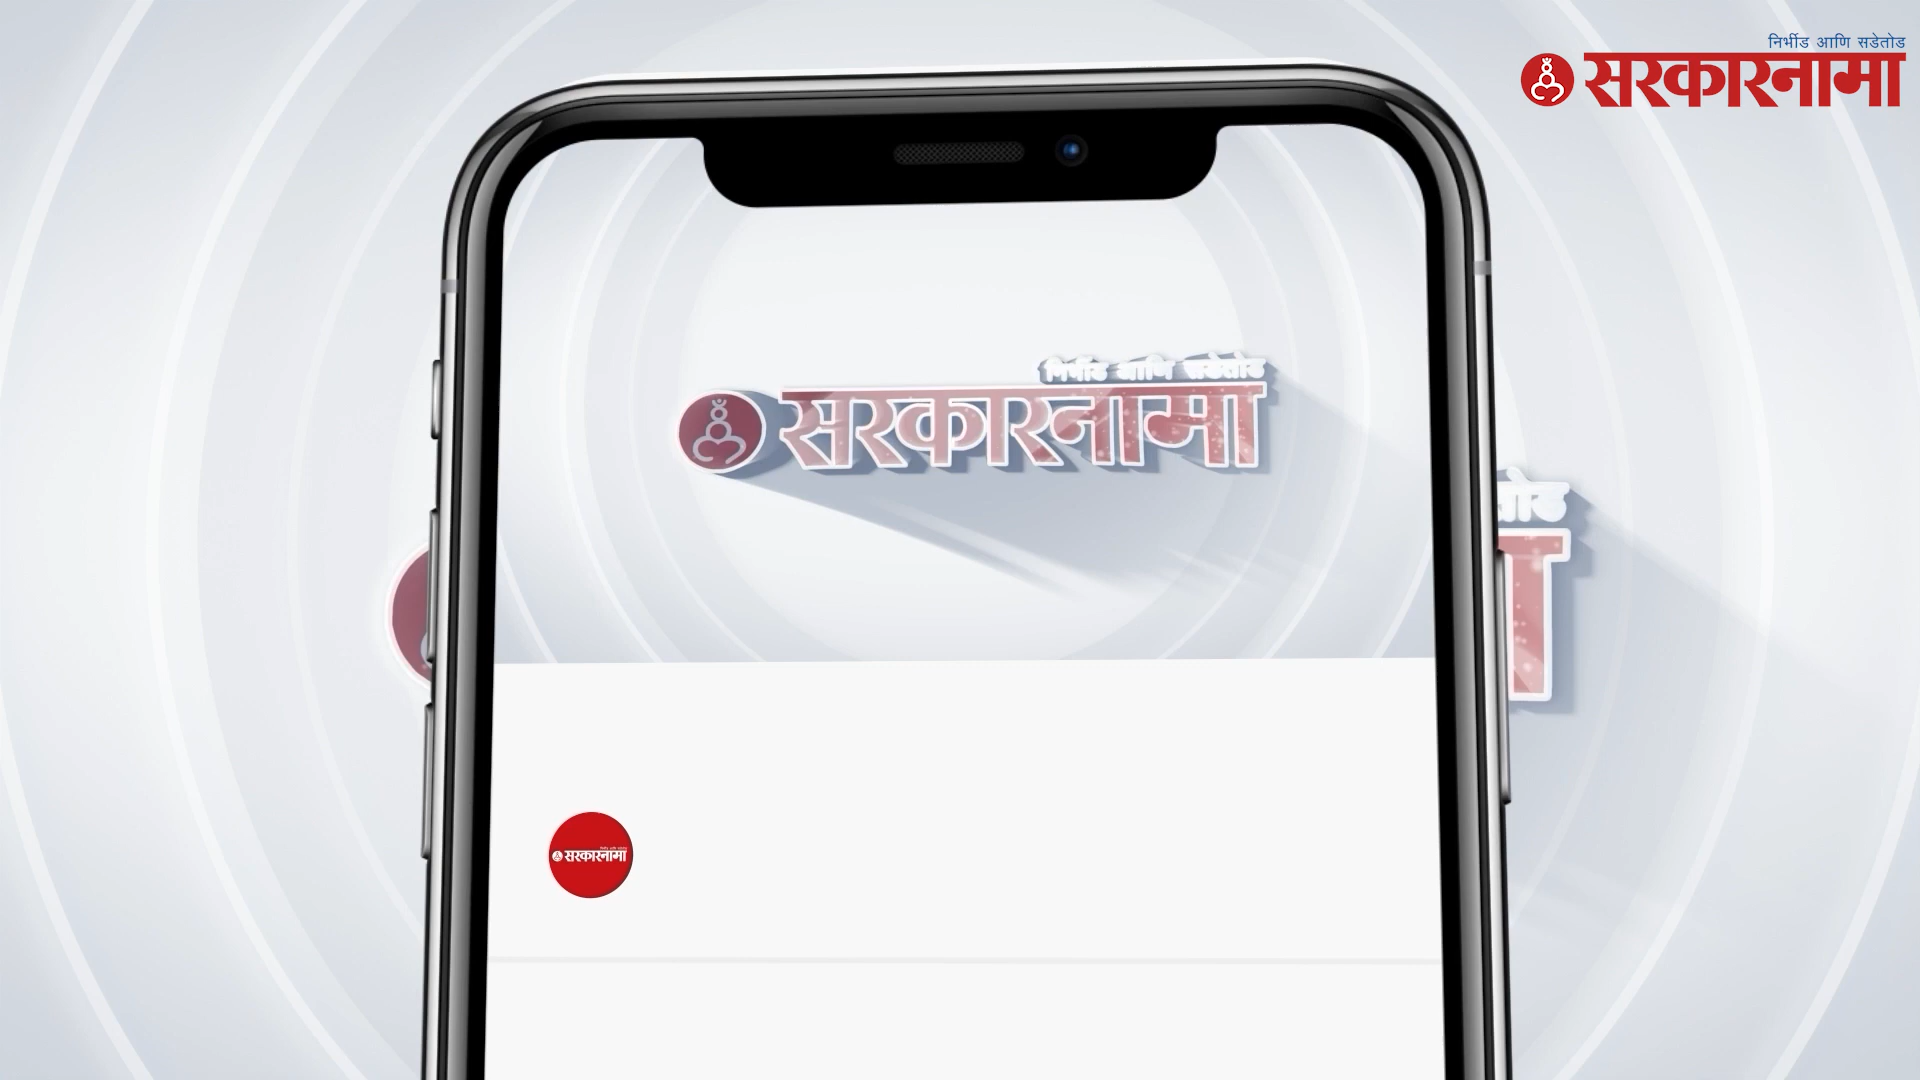 निर्भीड आणि सडेतोड
सरकारनामा
निर्भीड आणि सडेतोड
सरकारनामा
तोड
मा
सरकारनामा